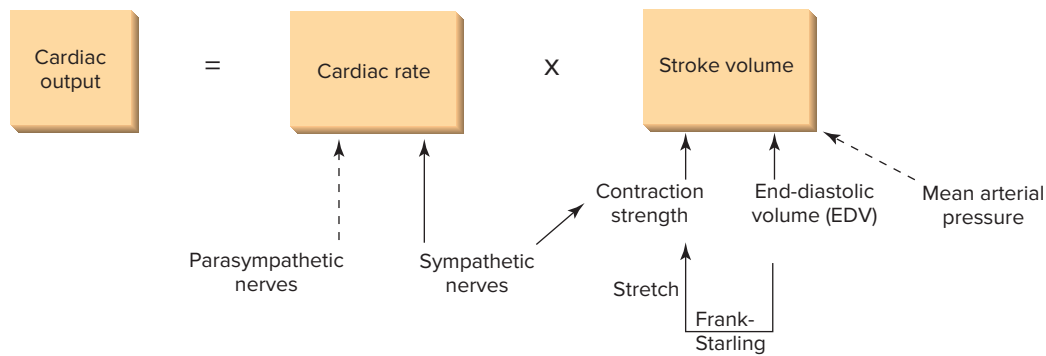 Cardiac
output
=
Cardiac rate
x
Stroke volume
Contraction
strength
End-diastolic
volume (EDV)
Mean arterial
pressure
Parasympathetic
nerves
Sympathetic
nerves
Stretch
Frank-
Starling